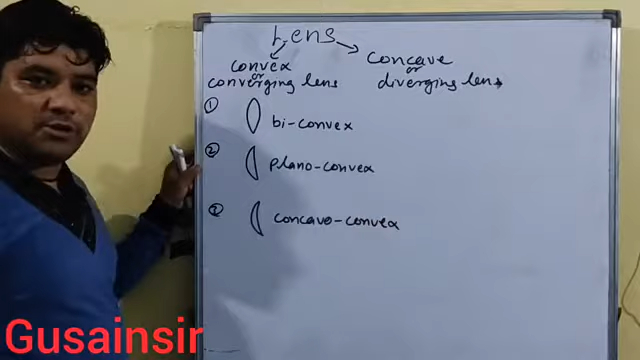 Lens
convex
or
converging lens
Concave
or
diverging lens
① bi-convex
② plano-convex
③ concavo-convex
Gusainsir